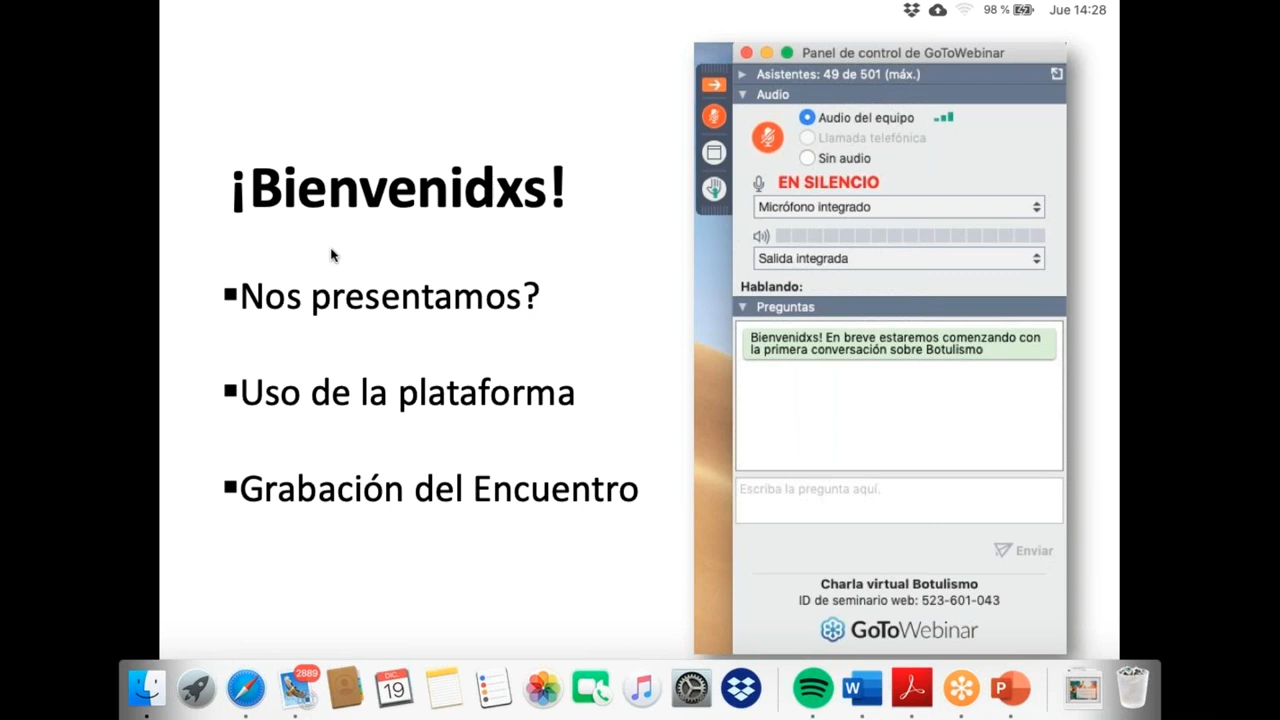 98 %
Jue 14:28
¡Bienvenidxs!
▪Nos presentamos?
▪Uso de la plataforma
▪Grabación del Encuentro
Panel de control de GoToWebinar
Asistentes: 49 de 501 (máx.)
Audio
Audio del equipo
Llamada telefónica
Sin audio
EN SILENCIO
Micrófono integrado
Salida integrada
Hablando:
Preguntas
Bienvenidxs! En breve estaremos comenzando con
la primera conversación sobre Botulismo
Escriba la pregunta aquí.
Enviar
Charla virtual Botulismo
ID de seminario web: 523-601-043
GoToWebinar
2889
DIC.
19
W
P